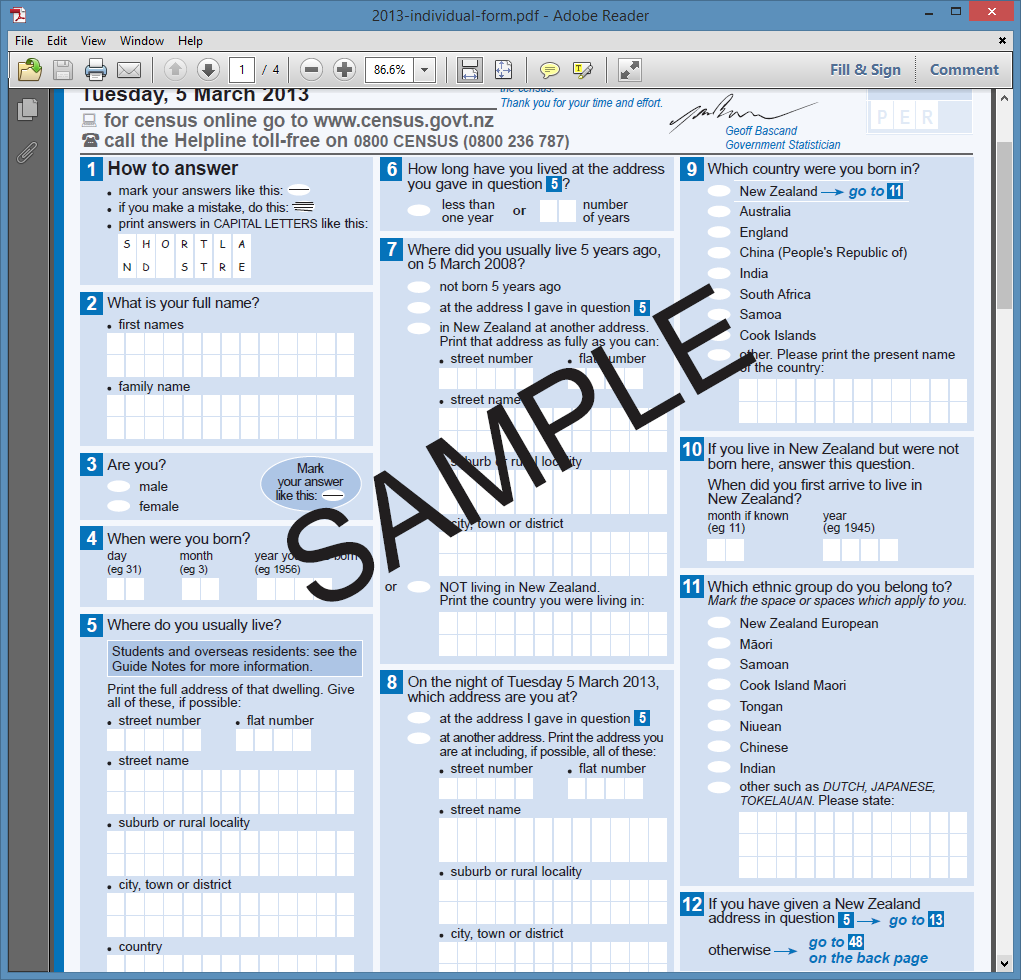 2013-individual-form.pdf - Adobe Reader
File Edit View Window Help
1 / 4 86.6% Fill & Sign Comment
Tuesday, 5 March 2013
for census online go to www.census.govt.nz
call the Helpline toll-free on 0800 CENSUS (0800 236 787)
the census.
Thank you for your time and effort.
Geoff Bascand
Government Statistician
PER
1 How to answer
• mark your answers like this:
• if you make a mistake, do this:
• print answers in CAPITAL LETTERS like this:
SHORTLA
ND STRE
2 What is your full name?
• first names
• family name
3 Are you?
male
female
Mark
your answer
like this:
4 When were you born?
day
(eg 31)
month
(eg 3)
year you were born
(eg 1956)
5 Where do you usually live?
Students and overseas residents: see the
Guide Notes for more information.
Print the full address of that dwelling. Give
all of these, if possible:
• street number • flat number
• street name
• suburb or rural locality
• city, town or district
• country
6 How long have you lived at the address
you gave in question 5?
less than
one year
or
number
of years
7 Where did you usually live 5 years ago,
on 5 March 2008?
not born 5 years ago
at the address I gave in question 5
in New Zealand at another address.
Print that address as fully as you can:
• street number • flat number
• street name
• suburb or rural locality
• city, town or district
or NOT living in New Zealand.
Print the country you were living in:
8 On the night of Tuesday 5 March 2013,
which address are you at?
at the address I gave in question 5
at another address. Print the address you
are at including, if possible, all of these:
• street number • flat number
• street name
• suburb or rural locality
• city, town or district
9 Which country were you born in?
New Zealand → go to 11
Australia
England
China (People's Republic of)
India
South Africa
Samoa
Cook Islands
other. Please print the present name
of the country:
10 If you live in New Zealand but were not
born here, answer this question.
When did you first arrive to live in
New Zealand?
month if known
(eg 11)
year
(eg 1945)
11 Which ethnic group do you belong to?
Mark the space or spaces which apply to you.
New Zealand European
Māori
Samoan
Cook Island Maori
Tongan
Niuean
Chinese
Indian
other such as DUTCH, JAPANESE,
TOKELAUAN. Please state:
12 If you have given a New Zealand
address in question 5 → go to 13
otherwise → go to 48
on the back page
SAMPLE